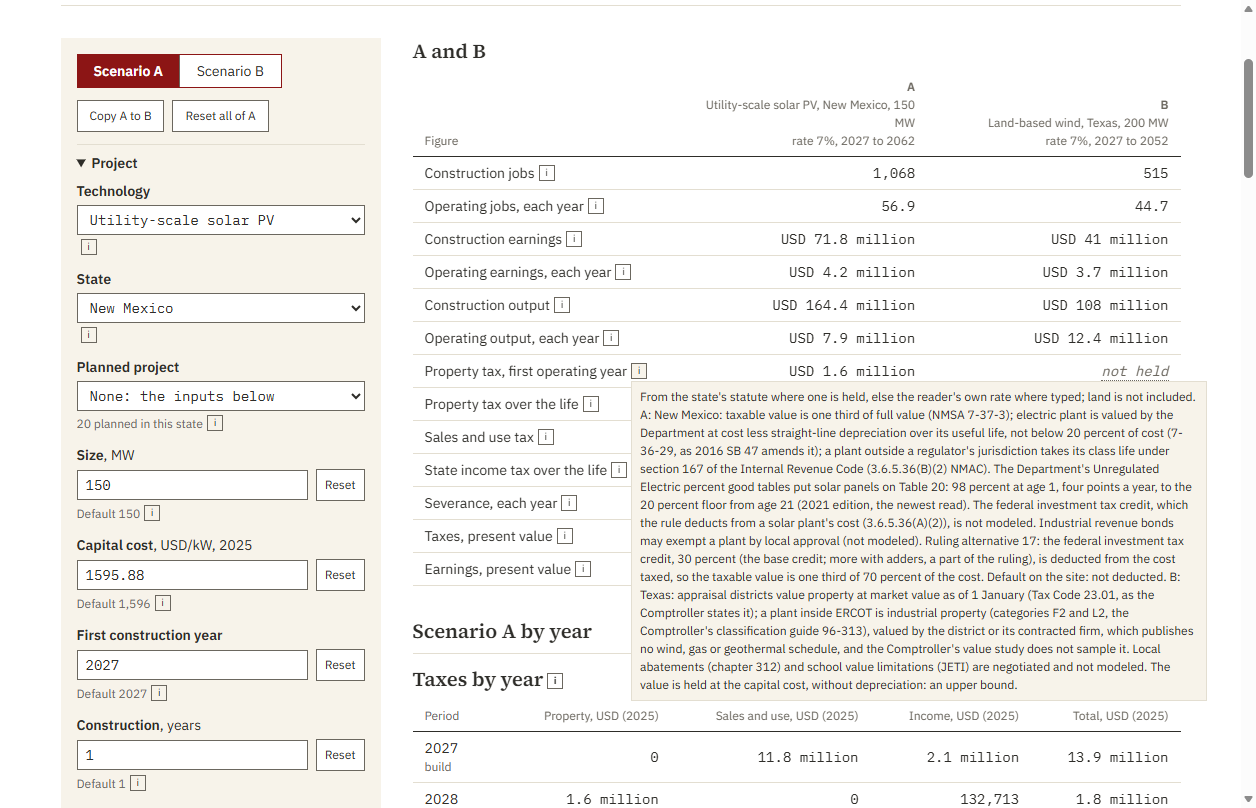 Scenario A
Scenario B
Copy A to B
Reset all of A
▼ Project
Technology
Utility-scale solar PV
i
State
New Mexico
i
Planned project
None: the inputs below
20 planned in this state i
Size, MW
150
Reset
Default 150 i
Capital cost, USD/kW, 2025
1595.88
Reset
Default 1,596 i
First construction year
2027
Reset
Default 2027 i
Construction, years
1
Reset
Default 1 i
A and B
A
Utility-scale solar PV, New Mexico, 150
MW
rate 7%, 2027 to 2062
B
Land-based wind, Texas, 200 MW
rate 7%, 2027 to 2052
Figure
Construction jobs i 1,068 515
Operating jobs, each year i 56.9 44.7
Construction earnings i USD 71.8 million USD 41 million
Operating earnings, each year i USD 4.2 million USD 3.7 million
Construction output i USD 164.4 million USD 108 million
Operating output, each year i USD 7.9 million USD 12.4 million
Property tax, first operating year i USD 1.6 million not held
Property tax over the life i
Sales and use tax i
State income tax over the life i
Severance, each year i
Taxes, present value i
Earnings, present value i
From the state's statute where one is held, else the reader's own rate where typed; land is not included.
A: New Mexico: taxable value is one third of full value (NMSA 7-37-3); electric plant is valued by the
Department at cost less straight-line depreciation over its useful life, not below 20 percent of cost (7-
36-29, as 2016 SB 47 amends it); a plant outside a regulator's jurisdiction takes its class life under
section 167 of the Internal Revenue Code (3.6.5.36(B)(2) NMAC). The Department's Unregulated
Electric percent good tables put solar panels on Table 20: 98 percent at age 1, four points a year, to the
20 percent floor from age 21 (2021 edition, the newest read). The federal investment tax credit, which
the rule deducts from a solar plant's cost (3.6.5.36(A)(2)), is not modeled. Industrial revenue bonds
may exempt a plant by local approval (not modeled). Ruling alternative 17: the federal investment tax
credit, 30 percent (the base credit; more with adders, a part of the ruling), is deducted from the cost
taxed, so the taxable value is one third of 70 percent of the cost. Default on the site: not deducted. B:
Texas: appraisal districts value property at market value as of 1 January (Tax Code 23.01, as the
Comptroller states it); a plant inside ERCOT is industrial property (categories F2 and L2, the
Comptroller's classification guide 96-313), valued by the district or its contracted firm, which publishes
no wind, gas or geothermal schedule, and the Comptroller's value study does not sample it. Local
abatements (chapter 312) and school value limitations (JETI) are negotiated and not modeled. The
value is held at the capital cost, without depreciation: an upper bound.
Scenario A by year
Taxes by year i
Period Property, USD (2025) Sales and use, USD (2025) Income, USD (2025) Total, USD (2025)
2027 0 11.8 million 2.1 million 13.9 million
build
2028 1.6 million 0 132,713 1.8 million